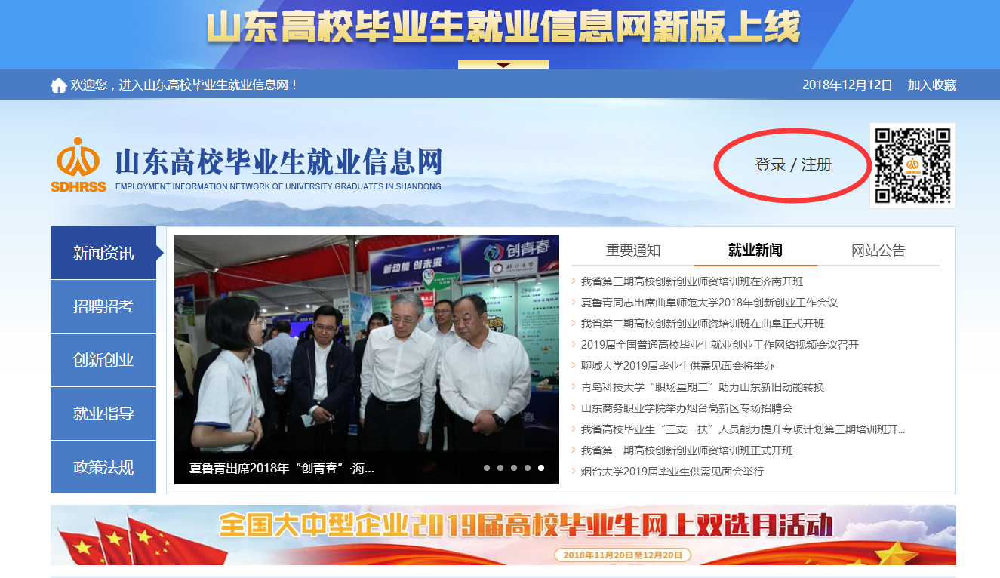 山东高校毕业生就业信息网新版上线
欢迎您，进入山东高校毕业生就业信息网！
2018年12月12日 加入收藏
SDHRSS
山东高校毕业生就业信息网
EMPLOYMENT INFORMATION NETWORK OF UNIVERSITY GRADUATES IN SHANDONG
登录 / 注册
新闻资讯
招聘招考
创新创业
就业指导
政策法规
新动能 创未来
创青春
夏鲁青出席2018年“创青春”·海...
重要通知 就业新闻 网站公告
我省第三期高校创新创业师资培训班在济南开班
夏鲁青同志出席曲阜师范大学2018年创新创业工作会议
我省第二期高校创新创业师资培训班在曲阜正式开班
2019届全国普通高校毕业生就业创业工作网络视频会议召开
聊城大学2019届毕业生供需见面会将举办
青岛科技大学“职场星期二”助力山东新旧动能转换
山东商务职业学院举办烟台高新区专场招聘会
我省高校毕业生“三支一扶”人员能力提升专项计划第三期培训班开...
我省第一期高校创新创业师资培训班正式开班
烟台大学2019届毕业生供需见面会举行
全国大中型企业2019届高校毕业生网上双选月活动
2018年11月20日至12月20日